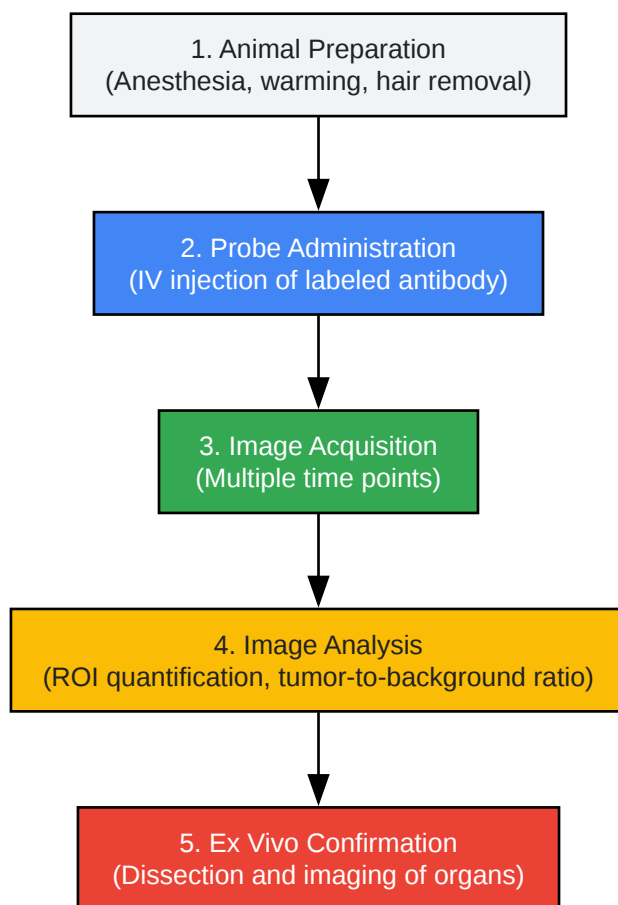 1. Animal Preparation
(Anesthesia, warming, hair removal)
2. Probe Administration
(IV injection of labeled antibody)
3. Image Acquisition
(Multiple time points)
4. Image Analysis
(ROI quantification, tumor-to-background ratio)
5. Ex Vivo Confirmation
(Dissection and imaging of organs)